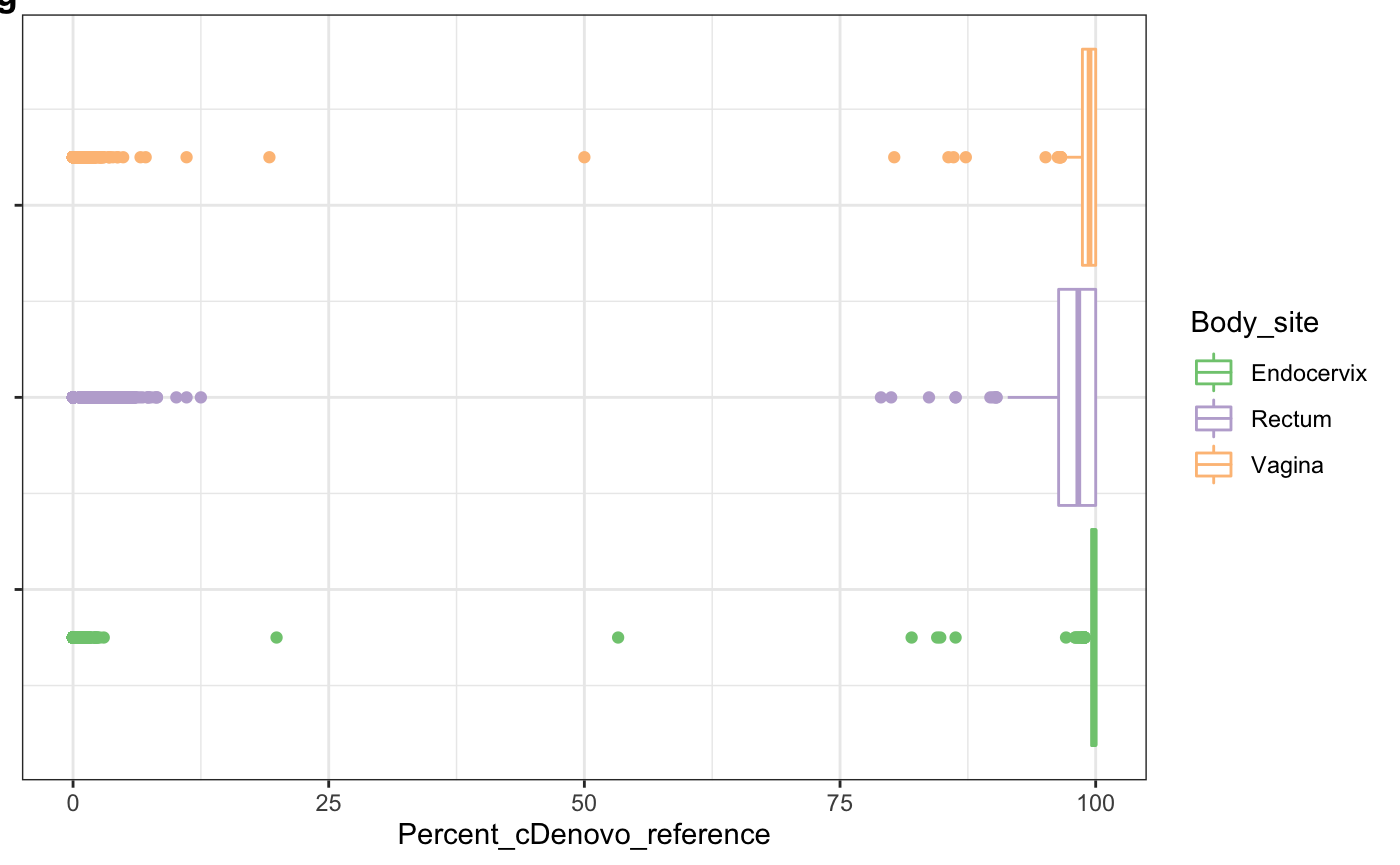 0 25 50 75 100
Percent_cDenovo_reference
Body_site
Endocervix
Rectum
Vagina